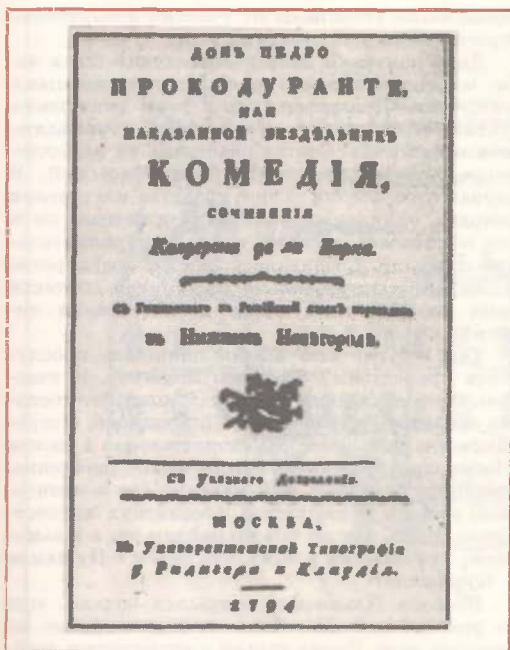 ДОНЪ ПЕДРО
ПРОКОДУРАНТЕ,
ИЛИ
НАКАЗАННОЙ БЕЗДѢЛЬНИКЪ
КОМЕДІЯ,
СОЧИНЕНІЯ
Калдерона де ла Барка.
съ Гишпанскаго на Россійской языкъ переведена
въ Нижнемъ Новѣгородѣ.
Съ Указнаго Дозволенія.
МОСКВА,
Въ Университетской Типографіи
у Ридигера и Клаудія.
1794